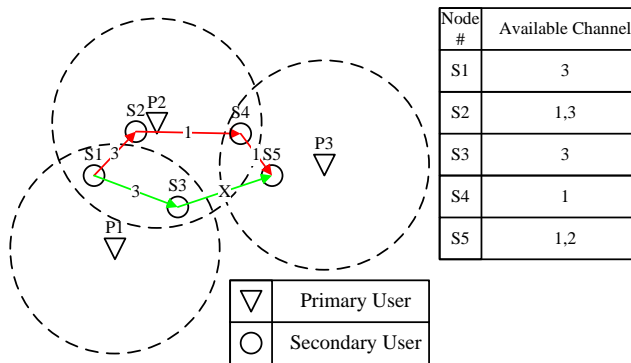 P2
S2
S4
1
S1
3
1
S5
P3
S3
3
X
P1
Node #
Available Channel
S1
3
S2
1,3
S3
3
S4
1
S5
1,2
Primary User
Secondary User